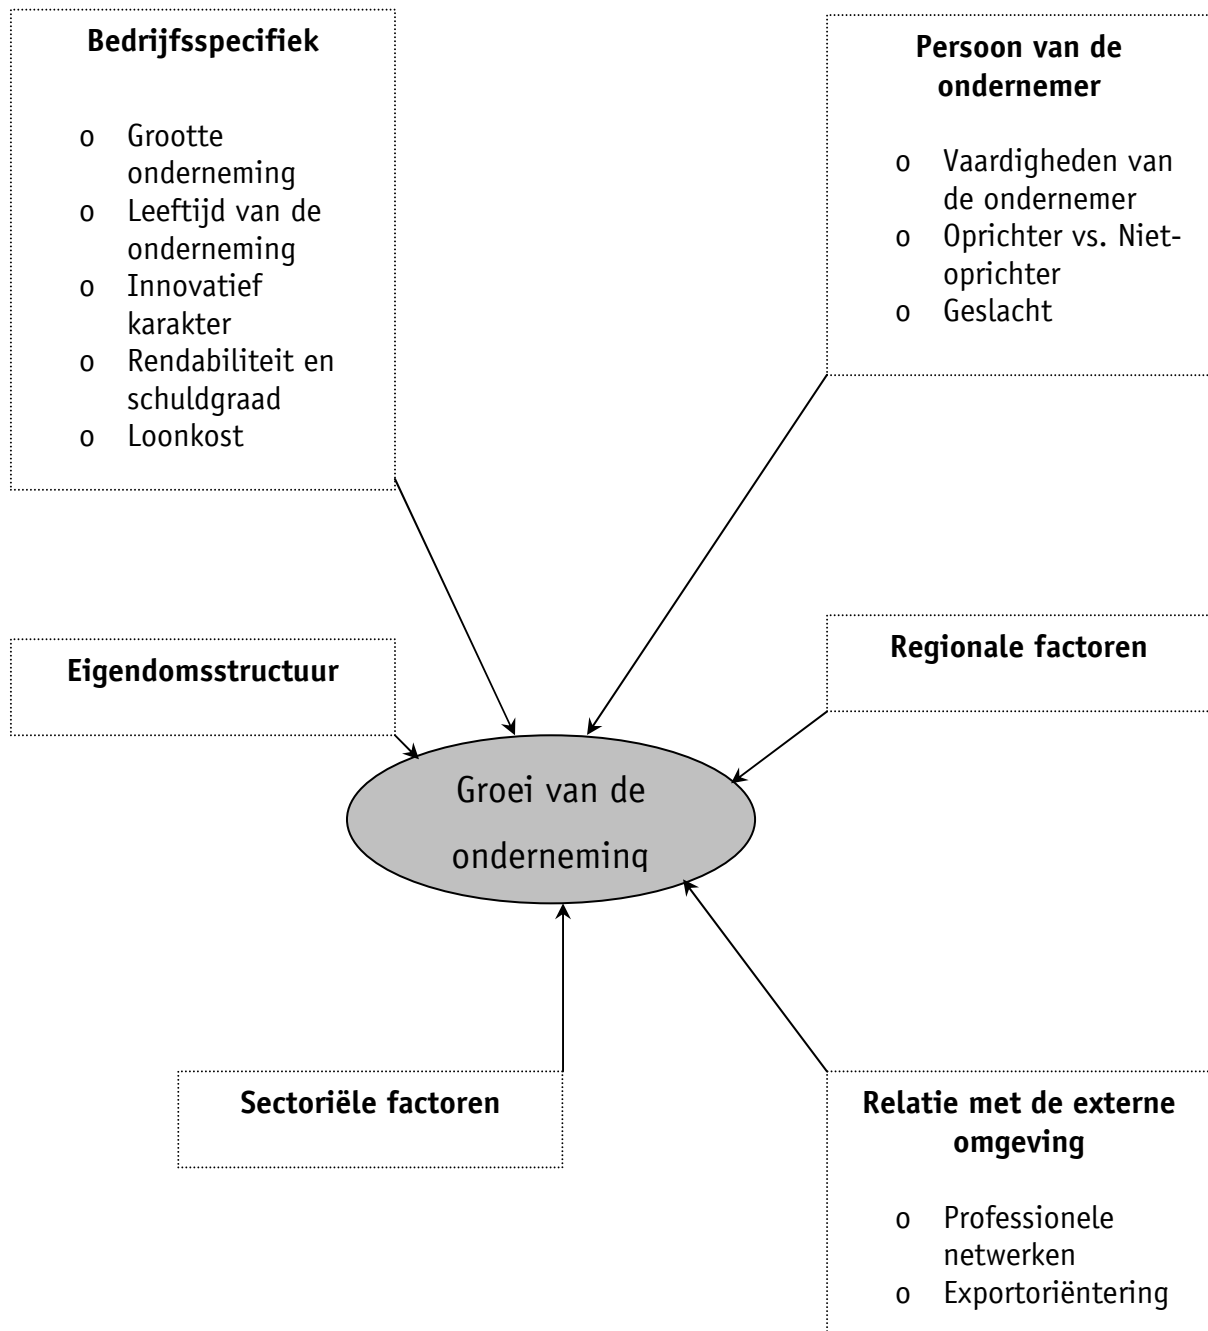 Bedrijfsspecifiek
o Grootte
onderneming
o Leeftijd van de
onderneming
o Innovatief
karakter
o Rendabiliteit en
schuldgraad
o Loonkost
Persoon van de
ondernemer
o Vaardigheden van
de ondernemer
o Oprichter vs. Niet-
oprichter
o Geslacht
Eigendomsstructuur
Regionale factoren
Groei van de
onderneming
Sectoriële factoren
Relatie met de externe
omgeving
o Professionele
netwerken
o Exportoriëntering